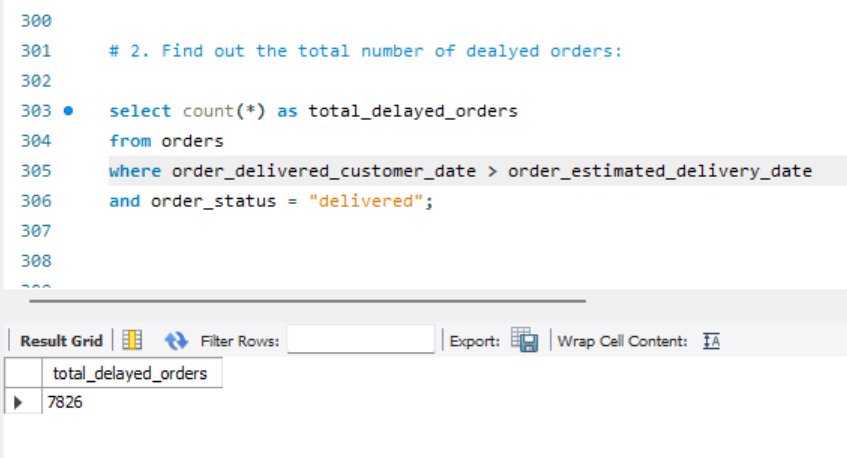 300
301 # 2. Find out the total number of dealyed orders:
302
303 select count(*) as total_delayed_orders
304 from orders
305 where order_delivered_customer_date > order_estimated_delivery_date
306 and order_status = "delivered";
307
308
Result Grid Filter Rows: Export: Wrap Cell Content: IA
total_delayed_orders
7826